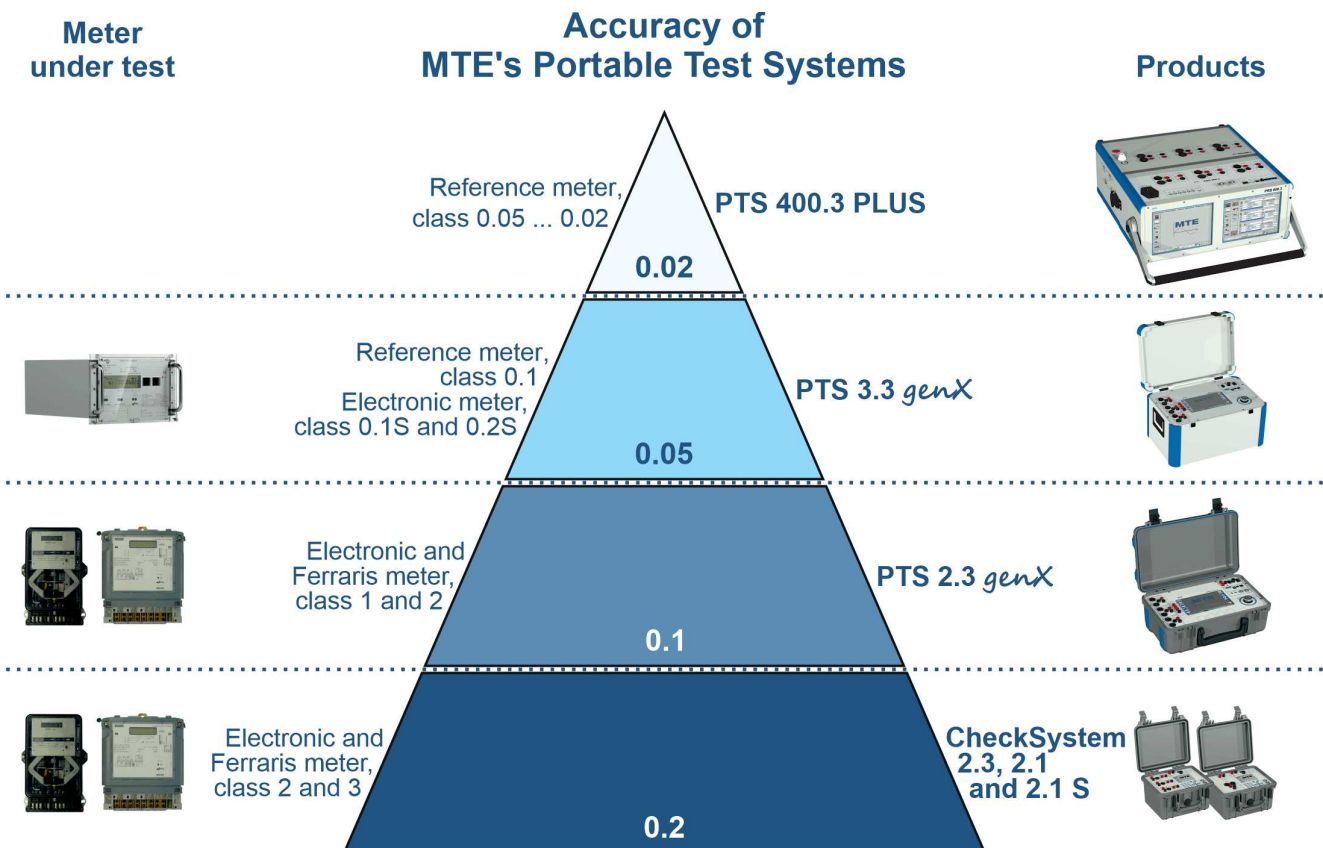 Meter
under test
Accuracy of
MTE's Portable Test Systems
Products
Reference meter,
class 0.05 ... 0.02
0.02
PTS 400.3 PLUS
MTE
Reference meter,
class 0.1
Electronic meter,
class 0.1S and 0.2S
0.05
PTS 3.3 genX
Electronic and
Ferraris meter,
class 1 and 2
0.1
PTS 2.3 genX
MTE
Electronic and
Ferraris meter,
class 2 and 3
0.2
CheckSystem
2.3, 2.1
and 2.1 S